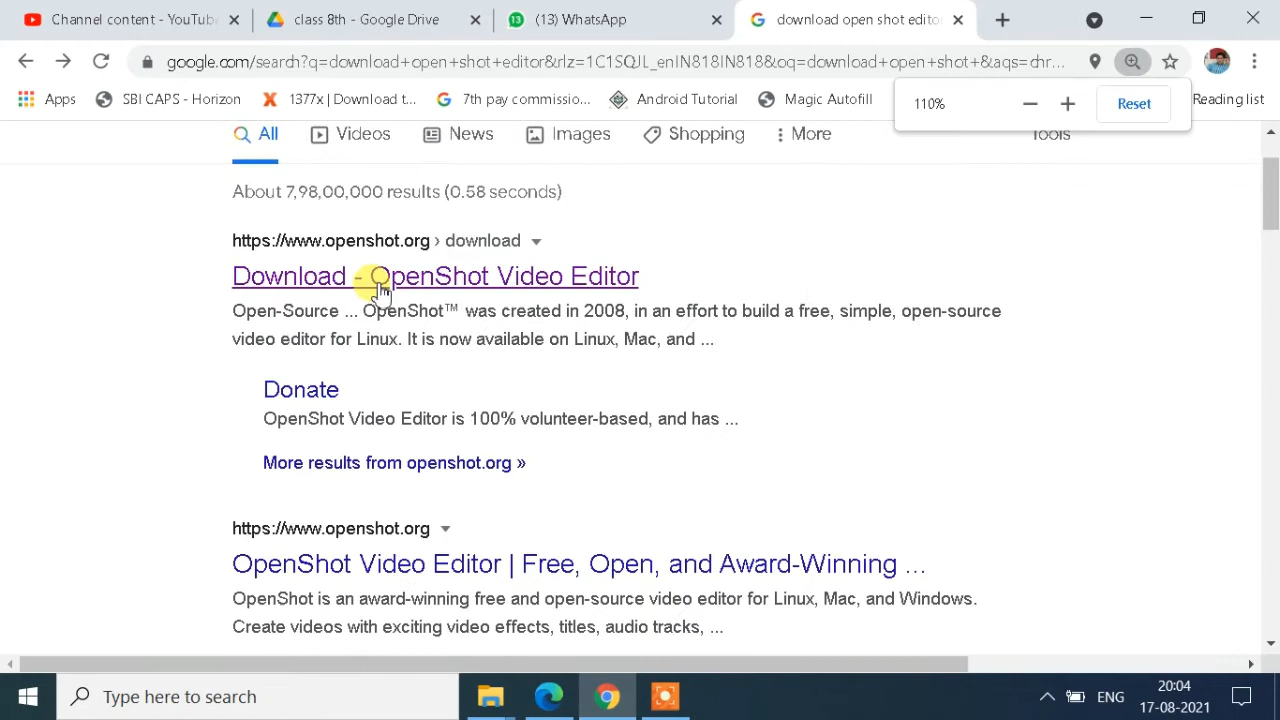 Channel content - YouTube
class 8th - Google Drive
13
(13) WhatsApp
download open shot editor
google.com/search?q=download+open+shot+editor&rlz=1C1SQJL_enIN818IN818&oq=download+open+shot+&aqs=chr...
Apps
SBI CAPS - Horizon
1377x | Download t...
7th pay commissio...
Android Tutorial
Magic Autofill
Reading list
110%
Reset
All
Videos
News
Images
Shopping
More
Tools
About 7,98,00,000 results (0.58 seconds)
https://www.openshot.org › download
Download - OpenShot Video Editor
Open-Source ... OpenShot™ was created in 2008, in an effort to build a free, simple, open-source
video editor for Linux. It is now available on Linux, Mac, and ...
Donate
OpenShot Video Editor is 100% volunteer-based, and has ...
More results from openshot.org »
https://www.openshot.org
OpenShot Video Editor | Free, Open, and Award-Winning ...
OpenShot is an award-winning free and open-source video editor for Linux, Mac, and Windows.
Create videos with exciting video effects, titles, audio tracks, ...
Type here to search
ENG
20:04
17-08-2021